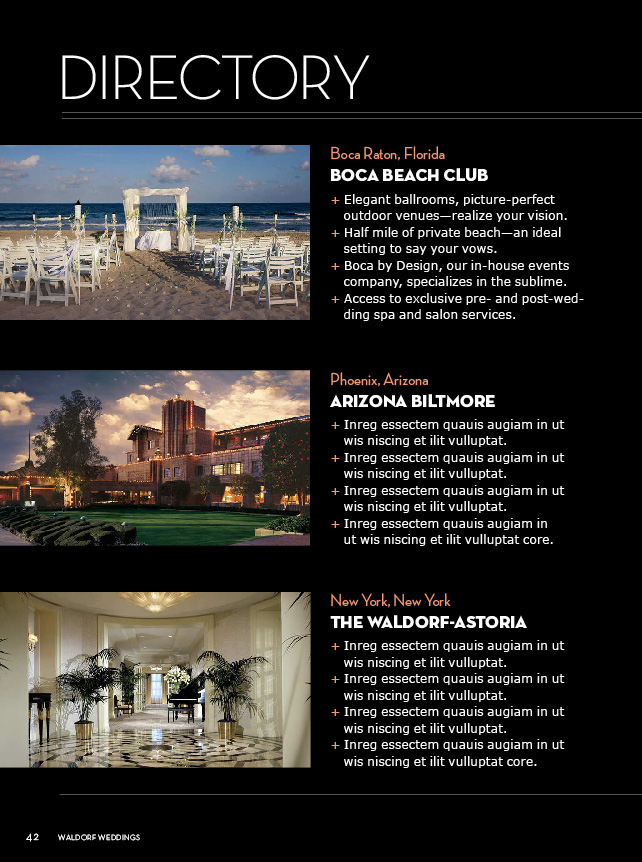 DIRECTORY
Boca Raton, Florida
BOCA BEACH CLUB
+ Elegant ballrooms, picture-perfect
outdoor venues—realize your vision.
+ Half mile of private beach—an ideal
setting to say your vows.
+ Boca by Design, our in-house events
company, specializes in the sublime.
+ Access to exclusive pre- and post-wed-
ding spa and salon services.
Phoenix, Arizona
ARIZONA BILTMORE
+ Inreg essectem quauis augiam in ut
wis niscing et ilit vulluptat.
+ Inreg essectem quauis augiam in ut
wis niscing et ilit vulluptat.
+ Inreg essectem quauis augiam in ut
wis niscing et ilit vulluptat.
+ Inreg essectem quauis augiam in
ut wis niscing et ilit vulluptat core.
New York, New York
THE WALDORF-ASTORIA
+ Inreg essectem quauis augiam in ut
wis niscing et ilit vulluptat.
+ Inreg essectem quauis augiam in ut
wis niscing et ilit vulluptat.
+ Inreg essectem quauis augiam in ut
wis niscing et ilit vulluptat.
+ Inreg essectem quauis augiam in ut
wis niscing et ilit vulluptat core.
42 WALDORF WEDDINGS